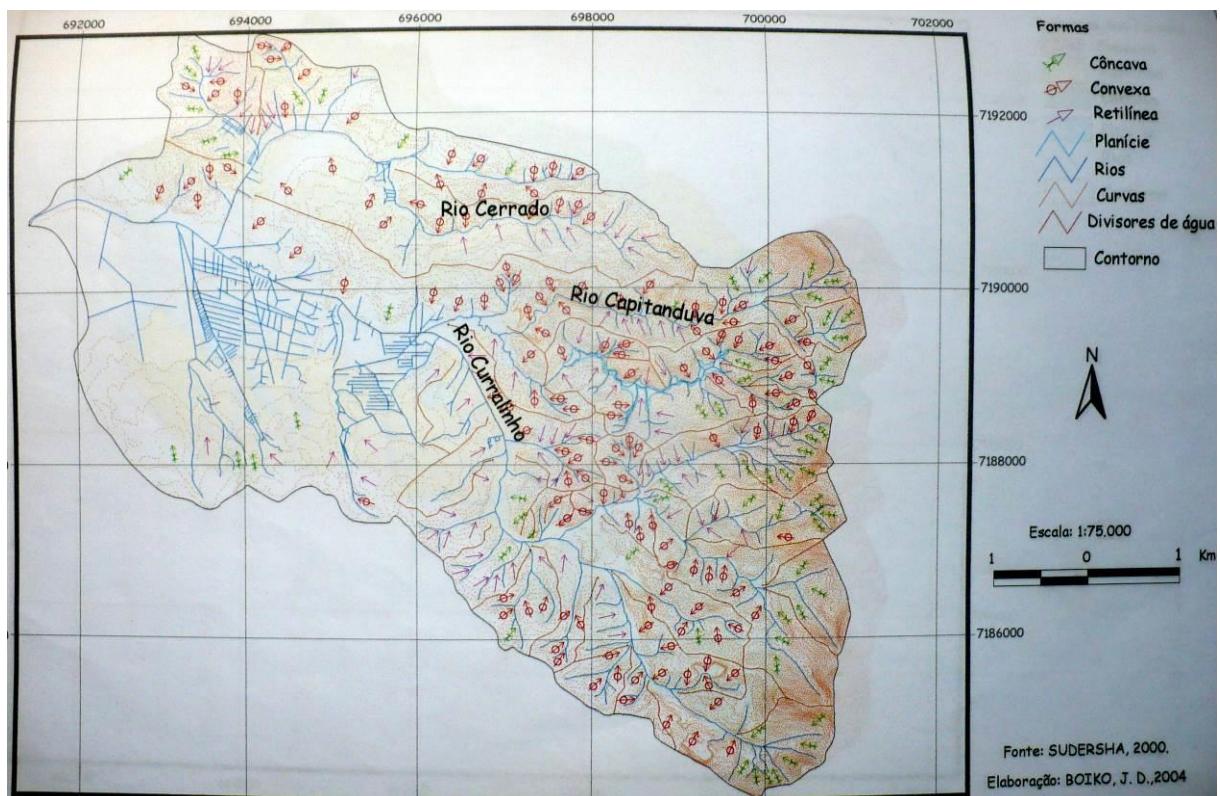 692000
694000
696000
698000
700000
702000
7192000
7190000
7188000
7186000
Rio Cerrado
Rio Capitanduva
Rio Curralinho
Formas
Côncava
Convexa
Retilínea
Planície
Rios
Curvas
Divisores de água
Contorno
N
Escala: 1:75.000
1 0 1 Km
Fonte: SUDERSHA, 2000.
Elaboração: BOIKO, J. D.,2004